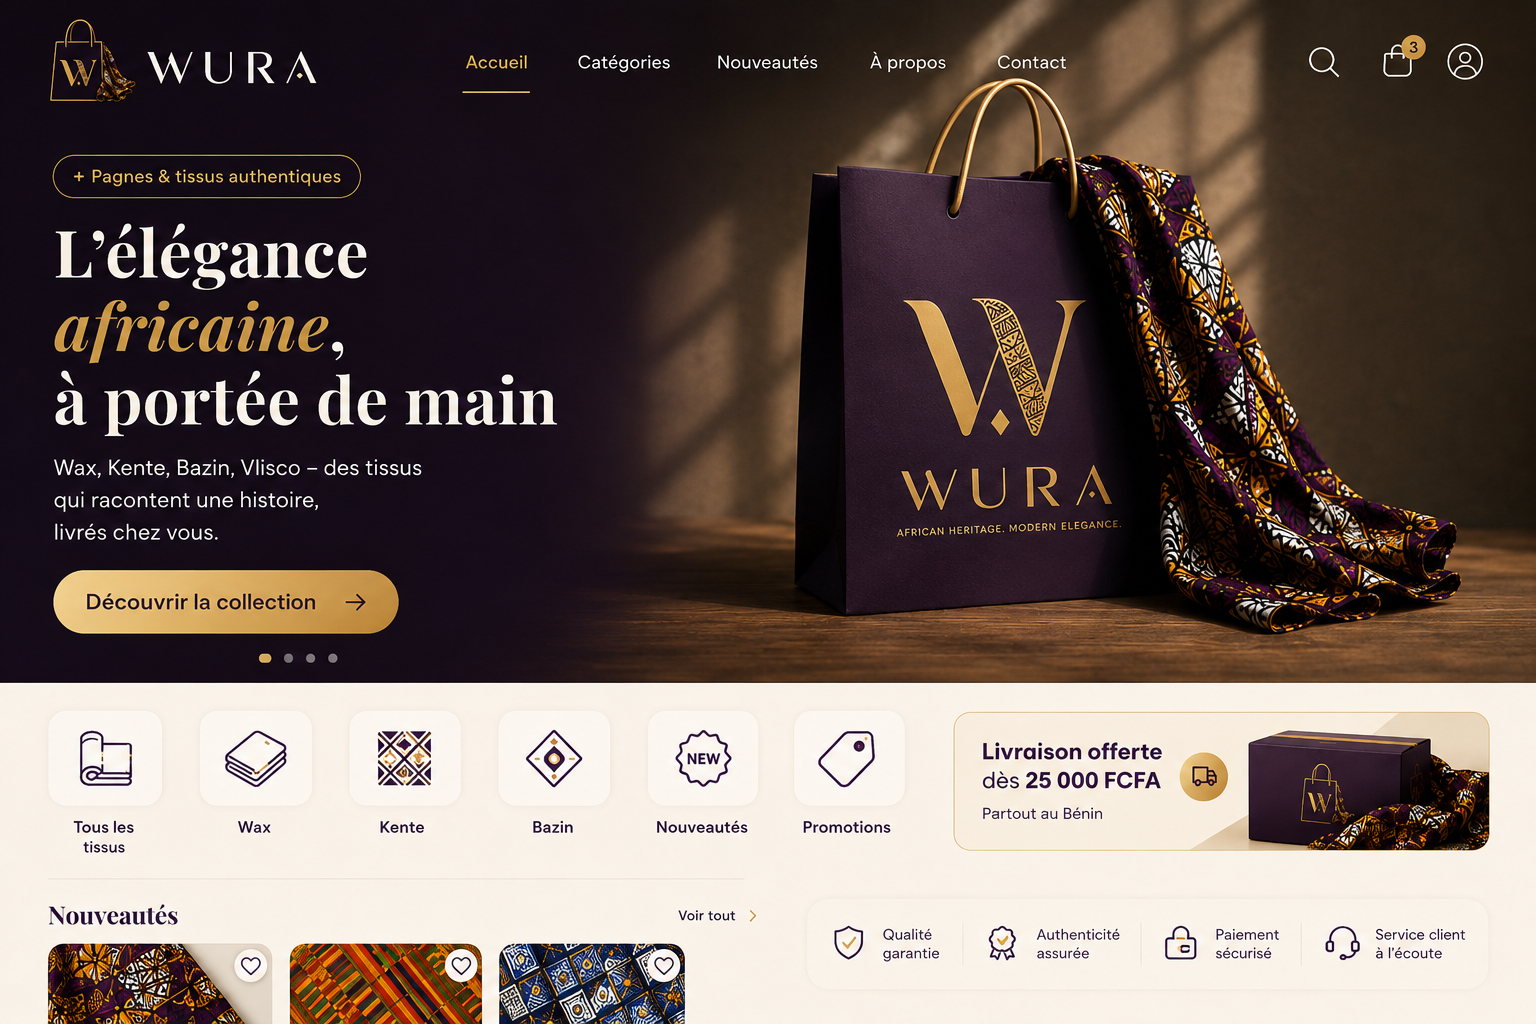 W
WURA
Accueil
Catégories
Nouveautés
À propos
Contact
3
+ Pagnes & tissus authentiques
L’élégance
africaine,
à portée de main
Wax, Kente, Bazin, Vlisco – des tissus
qui racontent une histoire,
livrés chez vous.
Découvrir la collection
W
WURA
AFRICAN HERITAGE. MODERN ELEGANCE.
Tous les
tissus
Wax
Kente
Bazin
NEW
Nouveautés
Promotions
Livraison offerte
dès 25 000 FCFA
Partout au Bénin
W
Nouveautés
Voir tout
Qualité
garantie
Authenticité
assurée
Paiement
sécurisé
Service client
à l’écoute